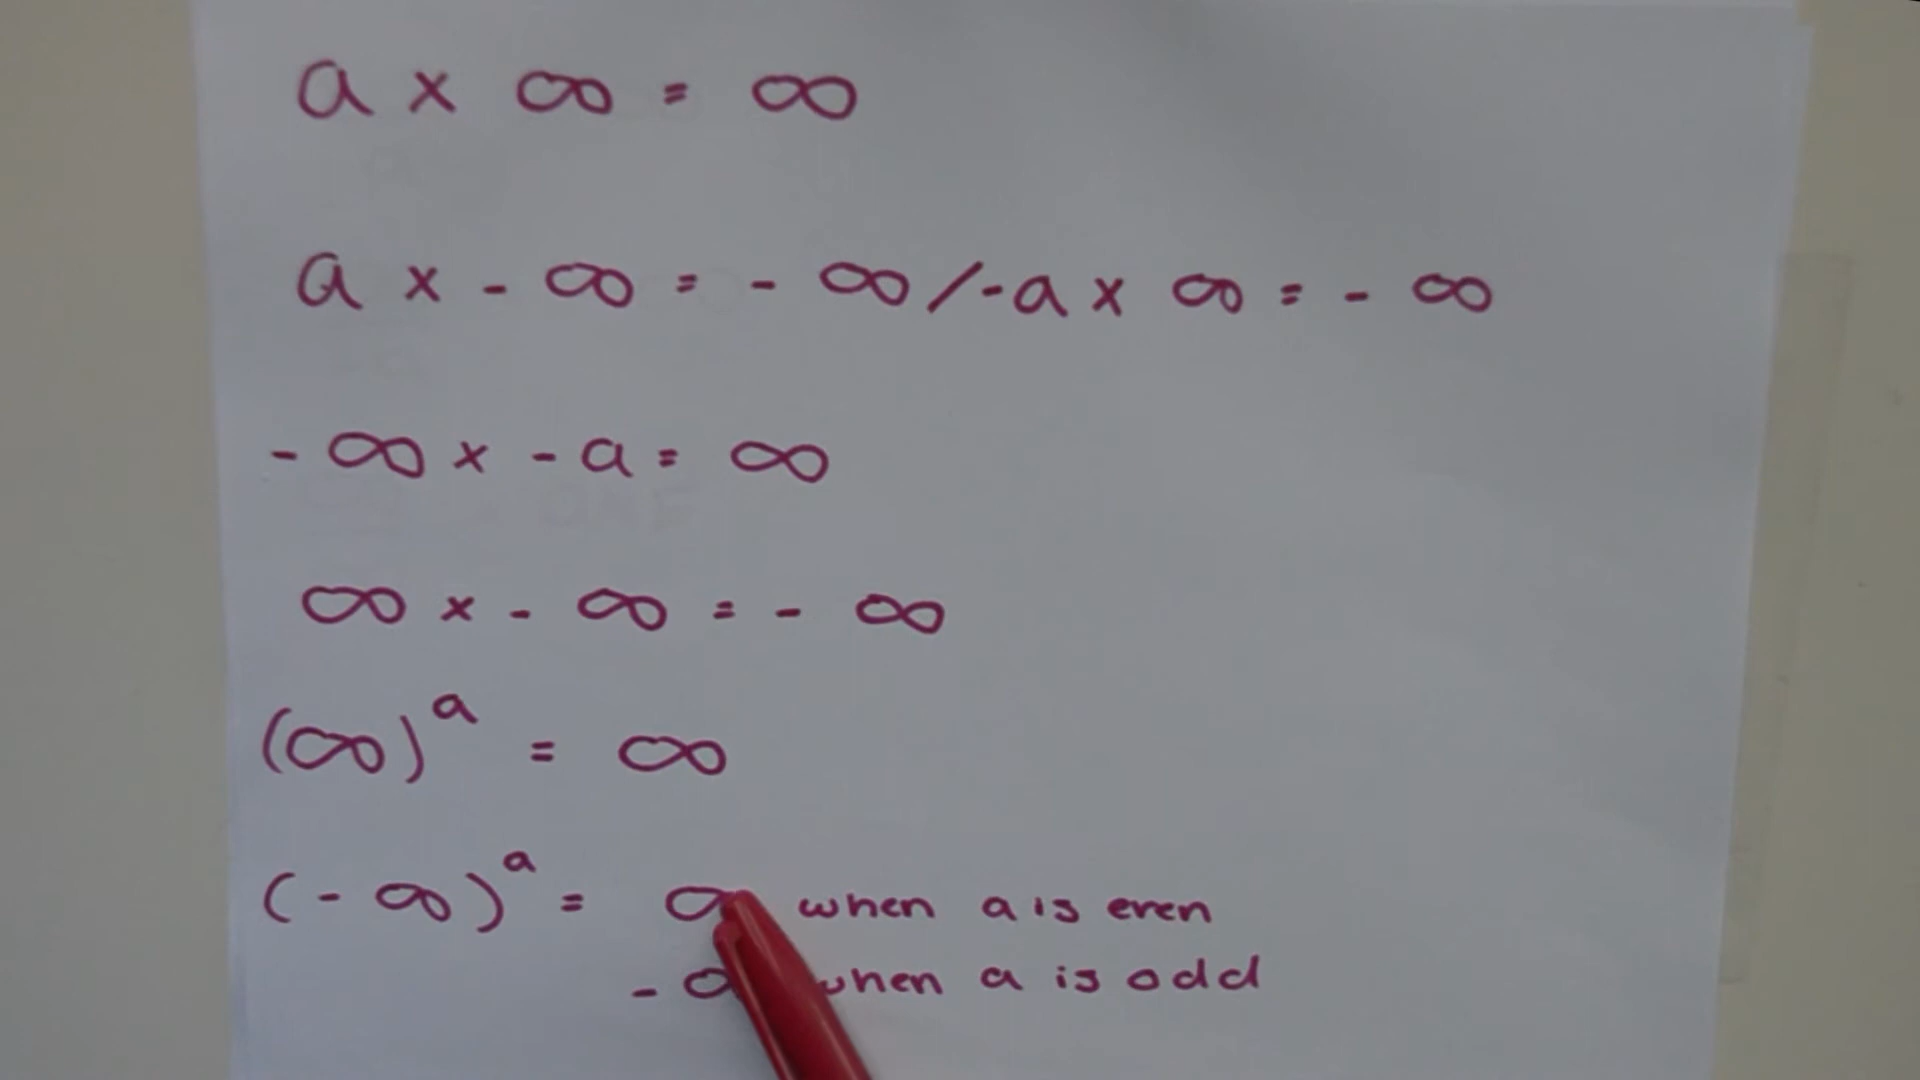 a × ∞ = ∞
a × - ∞ = - ∞ / -a × ∞ = - ∞
- ∞ × - a = ∞
∞ × - ∞ = - ∞
(∞)^a = ∞
(- ∞)^a = when a is even
- when a is odd